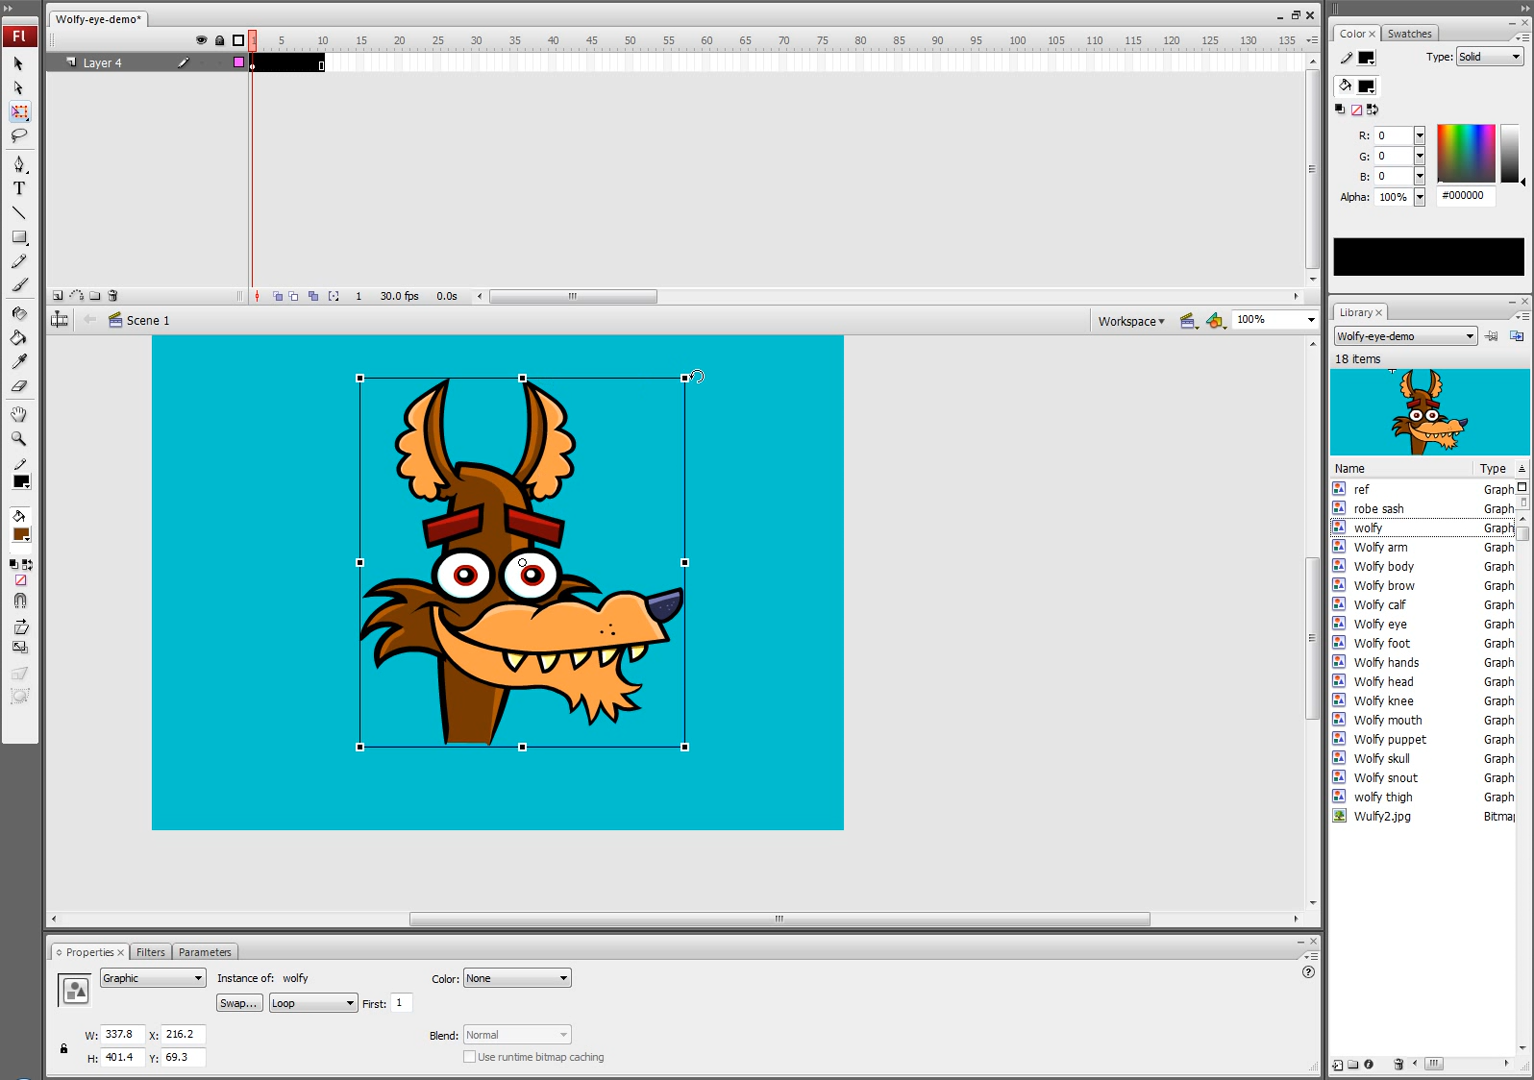 Wolfy-eye-demo*
Fl
1 5 10 15 20 25 30 35 40 45 50 55 60 65 70 75 80 85 90 95 100 105 110 115 120 125 130 135
Layer 4
1 30.0 fps 0.0s
Scene 1
Workspace
100%
T
Color
Swatches
Type: Solid
R: 0
G: 0
B: 0
Alpha: 100%
#000000
Library
Wolfy-eye-demo
18 items
Name Type
ref Graph
robe sash Graph
wolfy Graph
Wolfy arm Graph
Wolfy body Graph
Wolfy brow Graph
Wolfy calf Graph
Wolfy eye Graph
Wolfy foot Graph
Wolfy hands Graph
Wolfy head Graph
Wolfy knee Graph
Wolfy mouth Graph
Wolfy puppet Graph
Wolfy skull Graph
Wolfy snout Graph
wolfy thigh Graph
Wulfy2.jpg Bitma
Properties
Filters
Parameters
Graphic
Instance of: wolfy
Color: None
Swap...
Loop
First: 1
W: 337.8 X: 216.2
H: 401.4 Y: 69.3
Blend: Normal
Use runtime bitmap caching